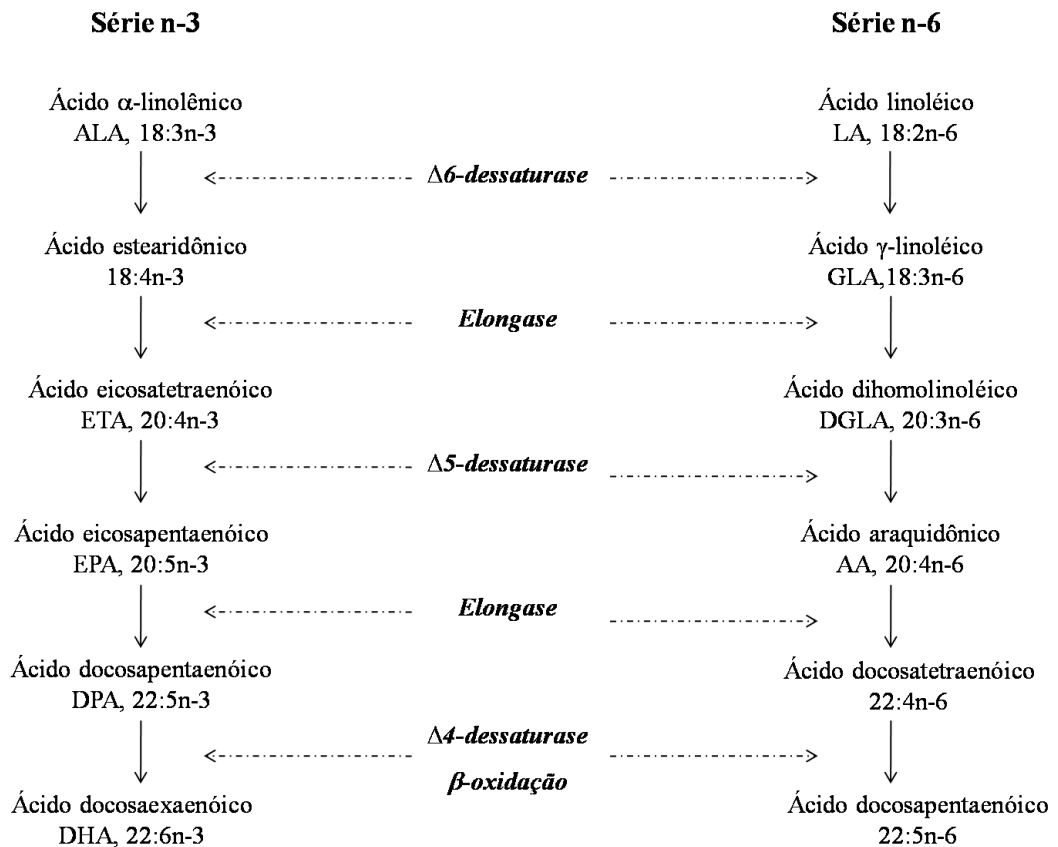 Série n-3
Série n-6
Ácido α-linolênico
ALA, 18:3n-3
Ácido linoléico
LA, 18:2n-6
Δ6-dessaturase
Ácido estearidônico
18:4n-3
Ácido γ-linoléico
GLA,18:3n-6
Elongase
Ácido eicosatetraenóico
ETA, 20:4n-3
Ácido dihomolinoléico
DGLA, 20:3n-6
Δ5-dessaturase
Ácido eicosapentaenóico
EPA, 20:5n-3
Ácido araquidônico
AA, 20:4n-6
Elongase
Ácido docosapentaenóico
DPA, 22:5n-3
Ácido docosatetraenóico
22:4n-6
Δ4-dessaturase
β-oxidação
Ácido docosaexaenóico
DHA, 22:6n-3
Ácido docosapentaenóico
22:5n-6